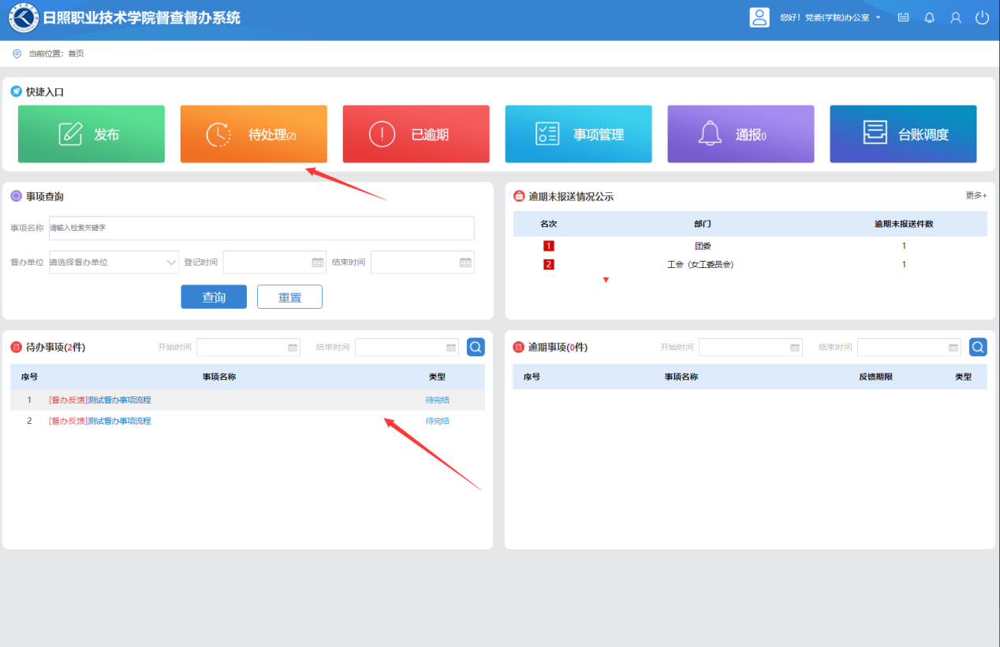 日照职业技术学院督查督办系统
您好！党委(学院)办公室
当前位置：首页
快捷入口
发布
待处理(2)
已逾期
事项管理
通报0
台账调度
事项查询
事项名称 请输入检索关键字
督办单位 请选择督办单位 登记时间 结束时间
查询 重置
逾期未报送情况公示 更多+
名次 部门 逾期未报送件数
1 团委 1
2 工会（女工委员会） 1
待办事项(2件) 开始时间 结束时间
序号 事项名称 类型
1 [督办反馈]测试督办事项流程 待完结
2 [督办反馈]测试督办事项流程 待完结
逾期事项(0件) 开始时间 结束时间
序号 事项名称 反馈期限 类型